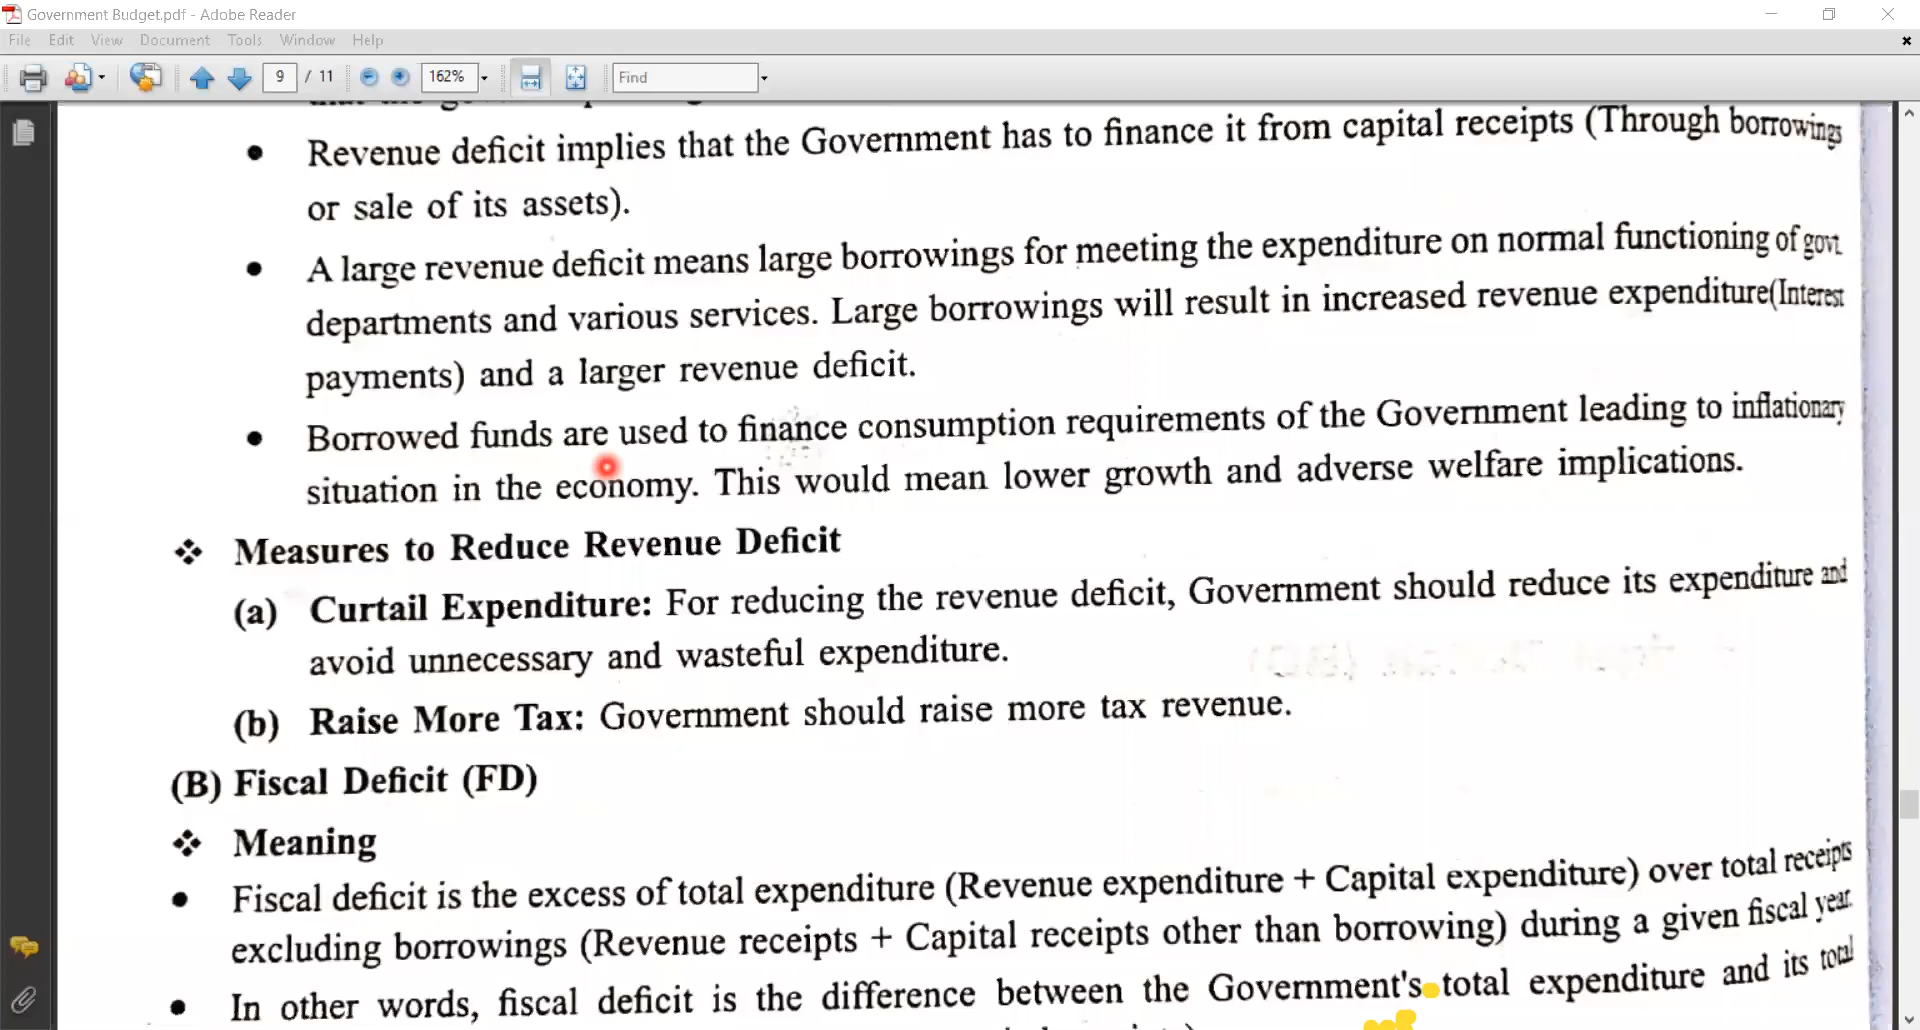 Government Budget.pdf - Adobe Reader
File Edit View Document Tools Window Help
9 / 11 162% Find
• Revenue deficit implies that the Government has to finance it from capital receipts (Through borrowings
or sale of its assets).
• A large revenue deficit means large borrowings for meeting the expenditure on normal functioning of govt.
departments and various services. Large borrowings will result in increased revenue expenditure(Interest
payments) and a larger revenue deficit.
• Borrowed funds are used to finance consumption requirements of the Government leading to inflationary
situation in the economy. This would mean lower growth and adverse welfare implications.
❖ Measures to Reduce Revenue Deficit
(a) Curtail Expenditure: For reducing the revenue deficit, Government should reduce its expenditure and
avoid unnecessary and wasteful expenditure.
(b) Raise More Tax: Government should raise more tax revenue.
(B) Fiscal Deficit (FD)
❖ Meaning
• Fiscal deficit is the excess of total expenditure (Revenue expenditure + Capital expenditure) over total receipts
excluding borrowings (Revenue receipts + Capital receipts other than borrowing) during a given fiscal year.
• In other words, fiscal deficit is the difference between the Government's total expenditure and its total